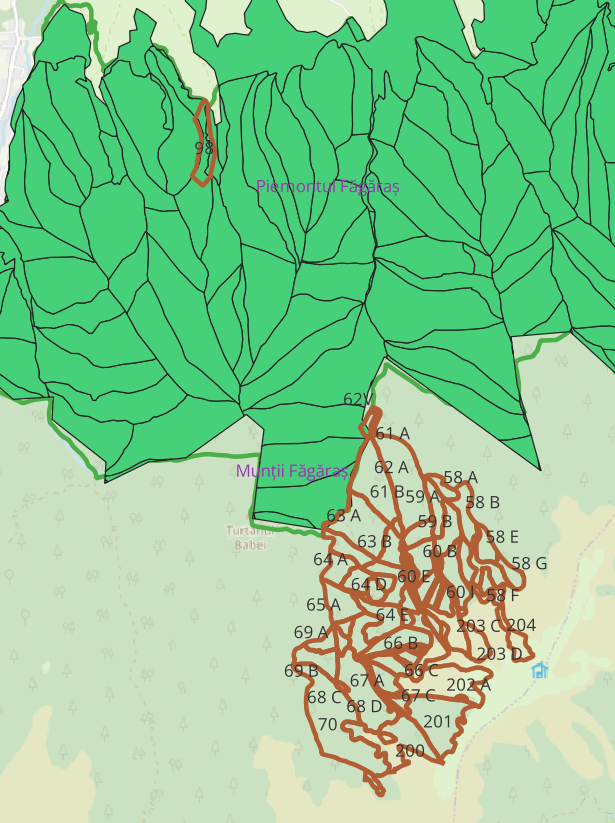 98
Piemontul Făgăraș
62V
61 A
Munții Făgăraș
62 A
58 A
61 B
59 A
58 B
63 A
59 B
Turtanul
Babei
63 B
58 E
60 B
64 A
58 G
60 E
64 D
60 I
58 F
65 A
64 E
203 C
204
69 A
66 B
203 D
69 B
66 C
67 A
202 A
68 C
67 C
68 D
70
201
200